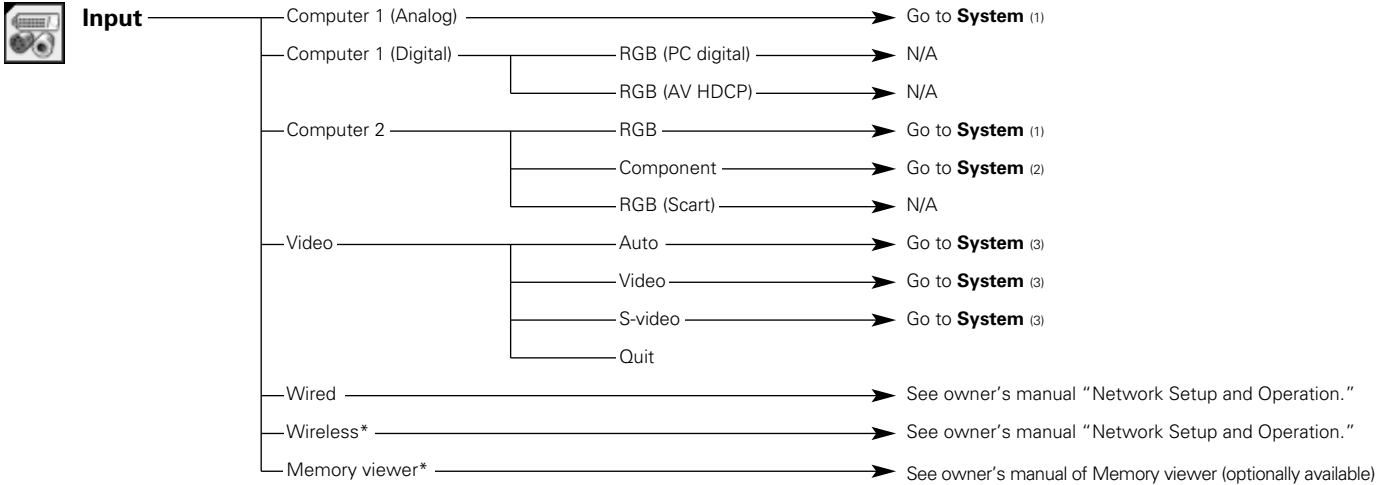 Input Computer 1 (Analog) Go to System (1)
Computer 1 (Digital) RGB (PC digital) N/A
RGB (AV HDCP) N/A
Computer 2 RGB Go to System (1)
Component Go to System (2)
RGB (Scart) N/A
Video Auto Go to System (3)
Video Go to System (3)
S-video Go to System (3)
Quit
Wired See owner's manual “Network Setup and Operation.”
Wireless* See owner's manual “Network Setup and Operation.”
Memory viewer* See owner's manual of Memory viewer (optionally available)